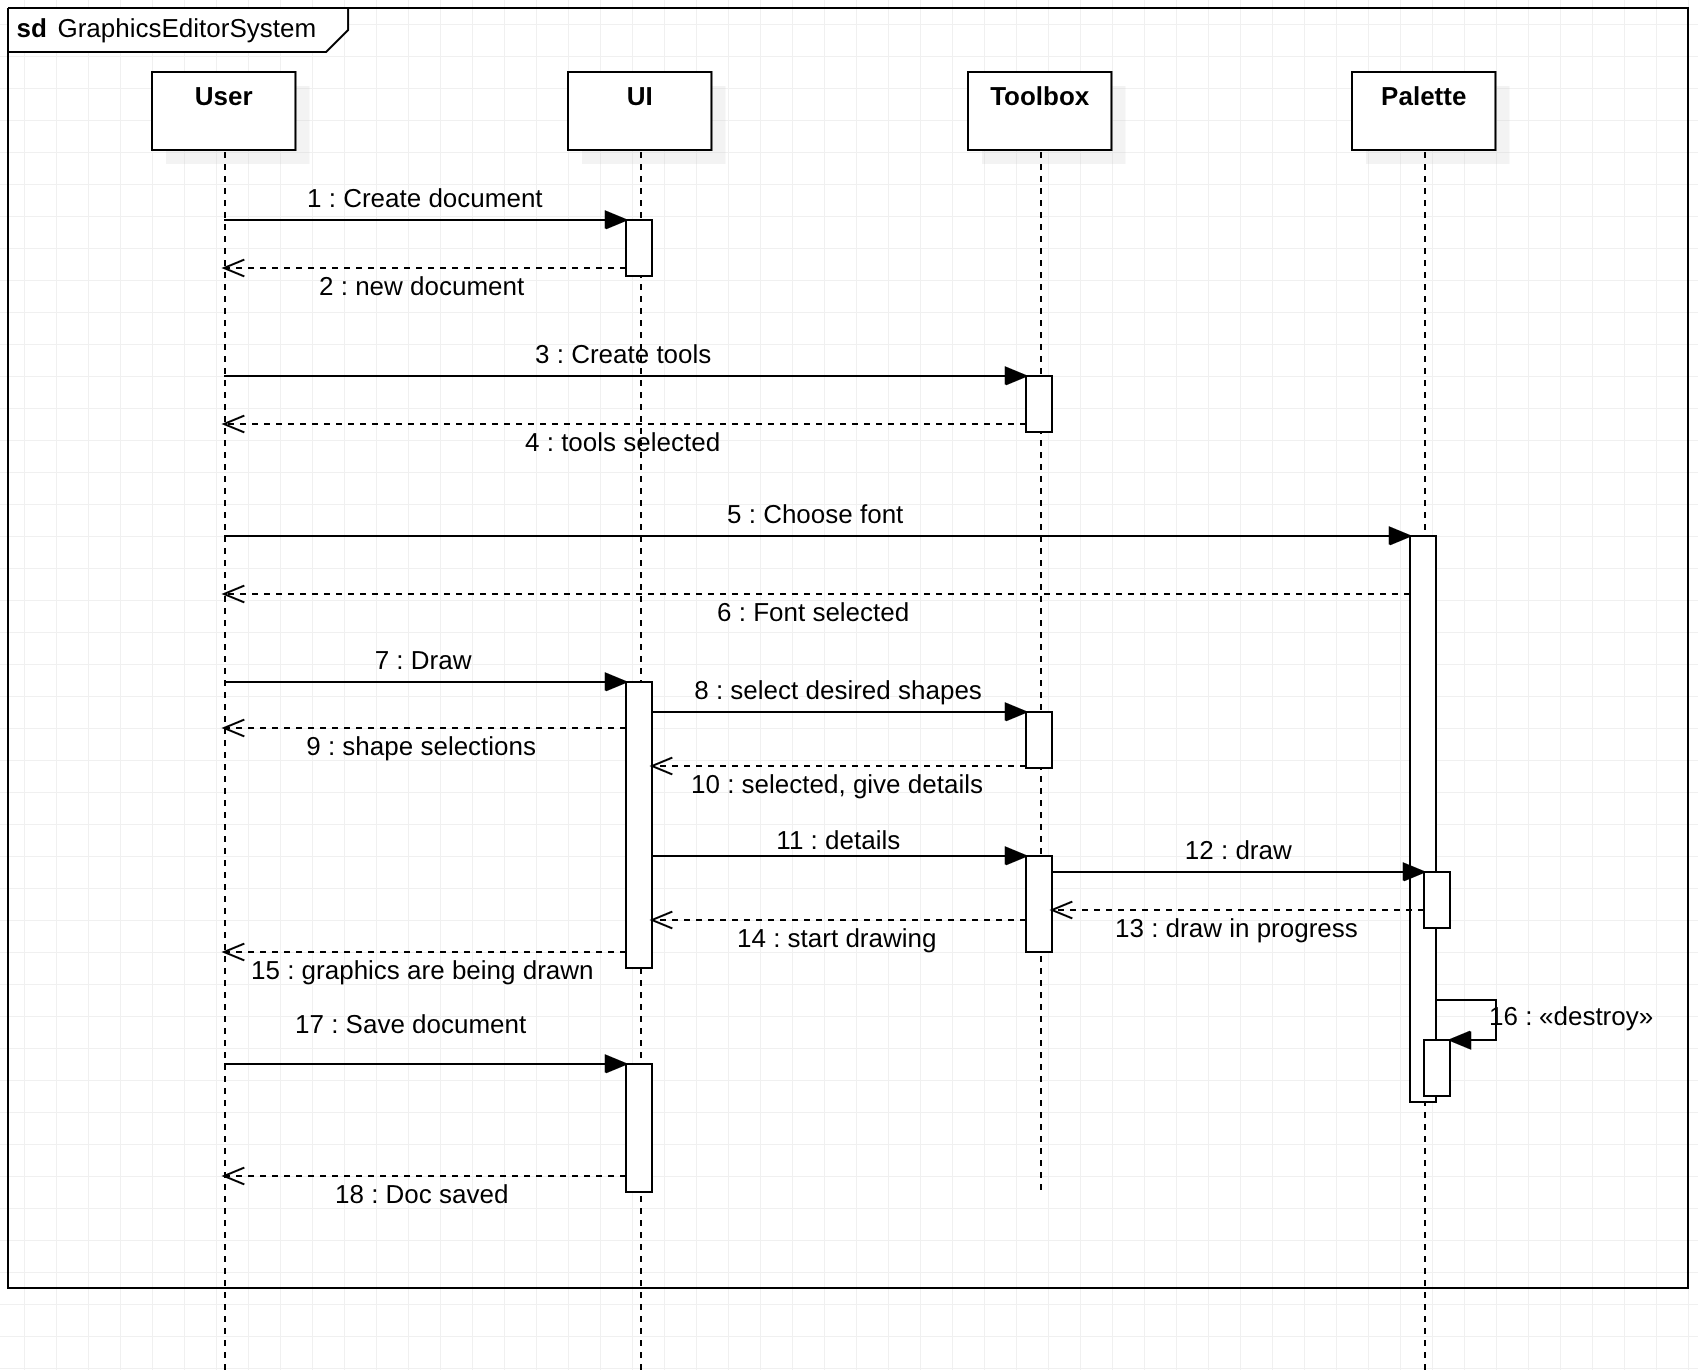 sd GraphicsEditorSystem
User
UI
Toolbox
Palette
1 : Create document
2 : new document
3 : Create tools
4 : tools selected
5 : Choose font
6 : Font selected
7 : Draw
8 : select desired shapes
9 : shape selections
10 : selected, give details
11 : details
12 : draw
13 : draw in progress
14 : start drawing
15 : graphics are being drawn
16 : «destroy»
17 : Save document
18 : Doc saved